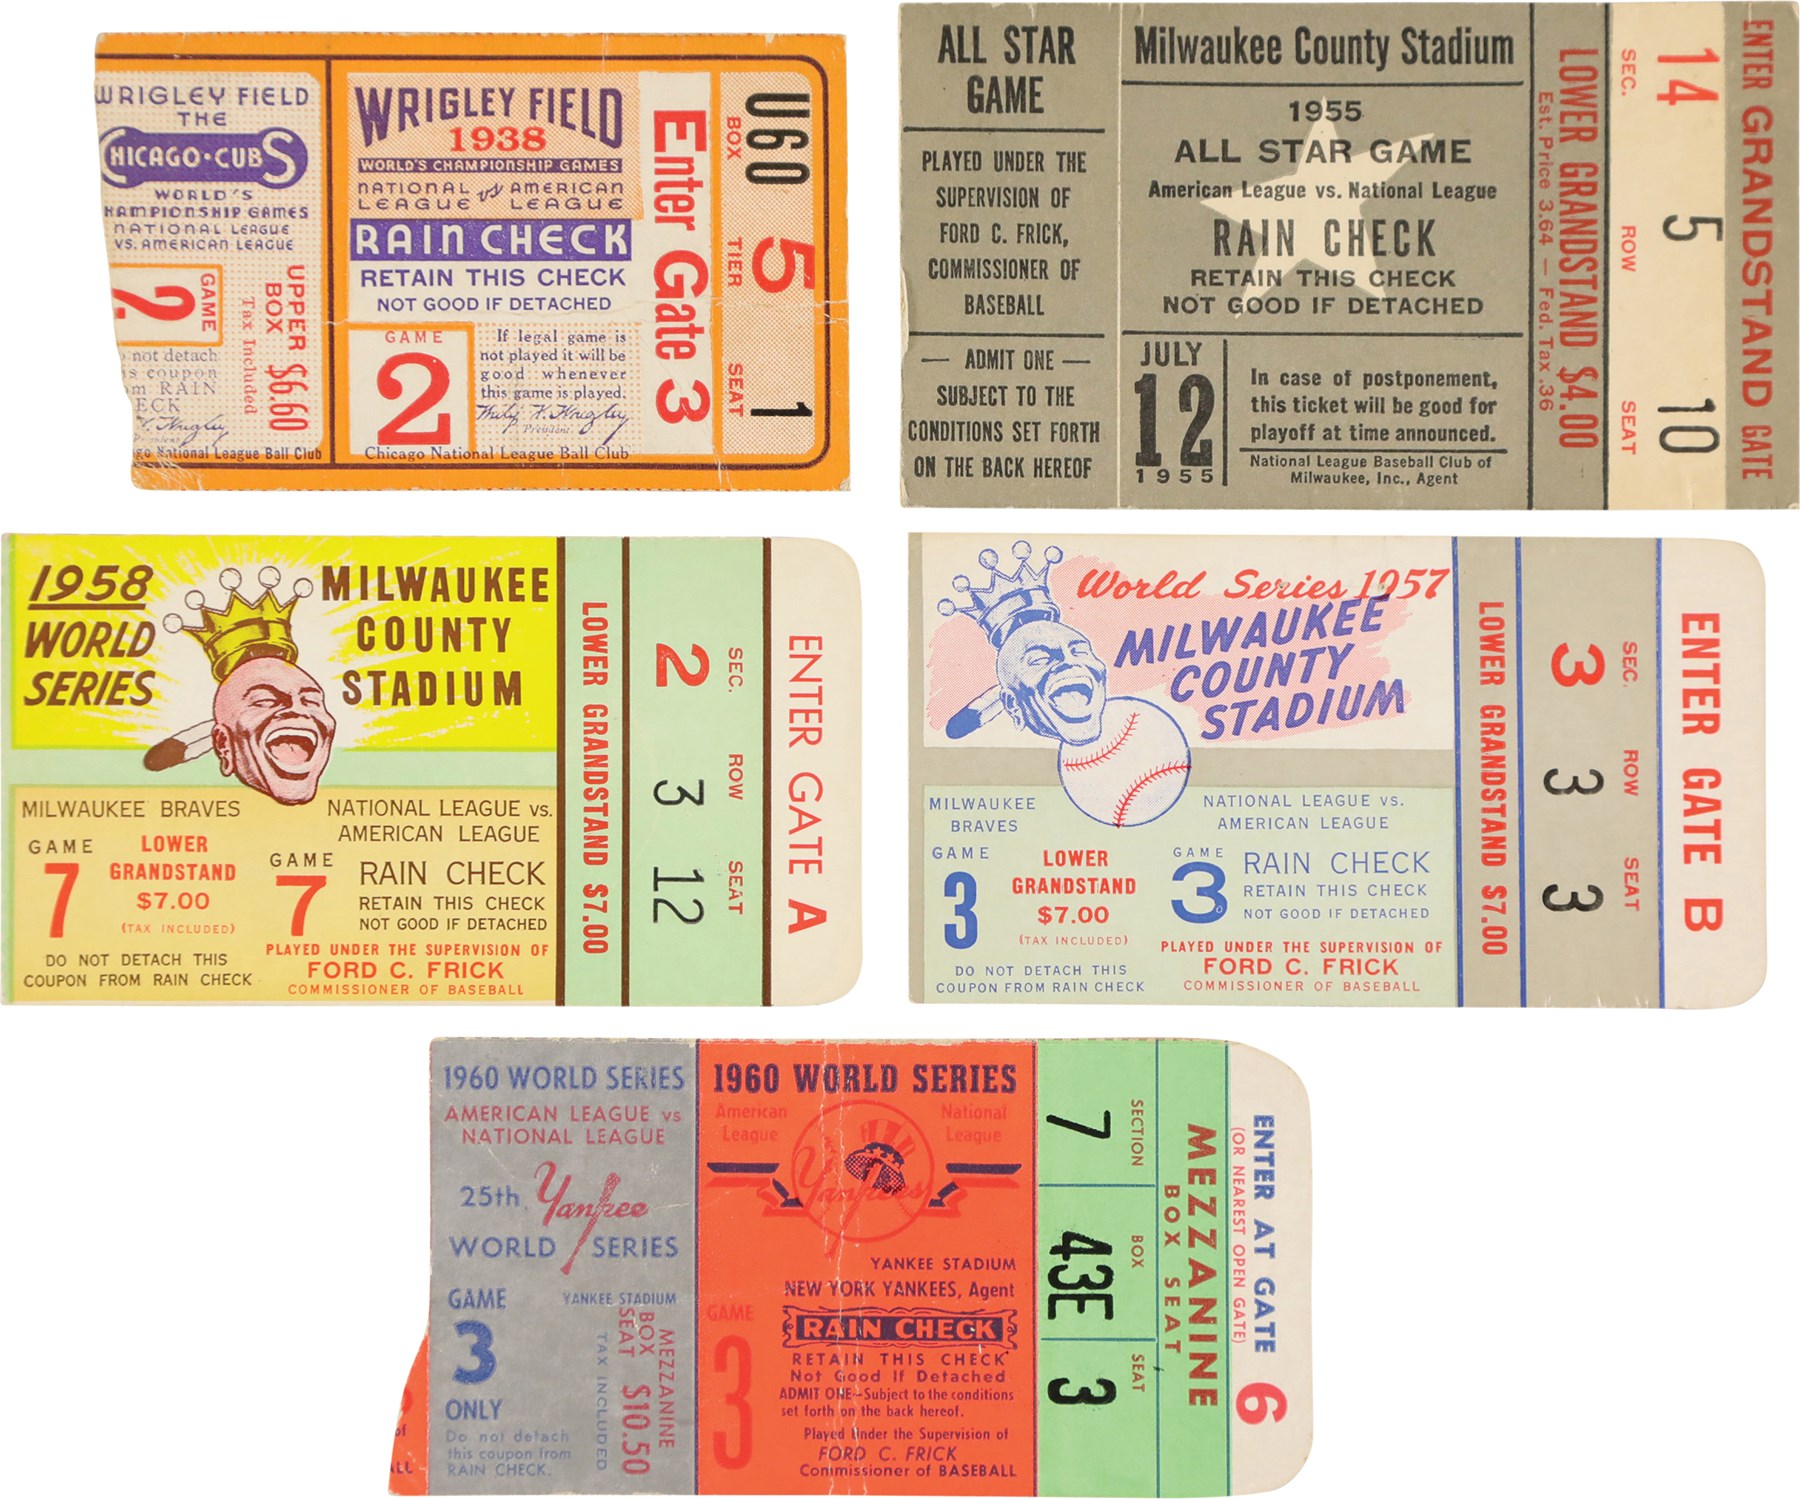 WRIGLEY FIELD
THE
CHICAGO·CUBS
WORLD'S
HAMPIONSHIP GAMES
NATIONAL LEAGUE
VS. AMERICAN LEAGUE
GAME
2
UPPER $6.60
BOX
Tax Included
not detach
is coupon
m RAIN
ECK
K. Wrigley
President
go National League Ball Club
WRIGLEY FIELD
1938
WORLD'S CHAMPIONSHIP GAMES
NATIONAL LEAGUE vs AMERICAN LEAGUE
RAIN CHECK
RETAIN THIS CHECK
NOT GOOD IF DETACHED
GAME
2
If legal game is
not played it will be
good whenever
this game is played.
Philip K. Wrigley
President
Chicago National League Ball Club
Enter Gate 3
BOX
U60
TIER
5
SEAT
1
ALL STAR
GAME
PLAYED UNDER THE
SUPERVISION OF
FORD C. FRICK,
COMMISSIONER OF
BASEBALL
— ADMIT ONE —
SUBJECT TO THE
CONDITIONS SET FORTH
ON THE BACK HEREOF
Milwaukee County Stadium
1955
ALL STAR GAME
American League vs. National League
RAIN CHECK
RETAIN THIS CHECK
NOT GOOD IF DETACHED
JULY
12
1955
In case of postponement,
this ticket will be good for
playoff at time announced.
National League Baseball Club of
Milwaukee, Inc., Agent
LOWER GRANDSTAND $4.00
Est. Price 3.64 — Fed. Tax .36
SEC.
14
ROW
5
SEAT
10
ENTER GRANDSTAND GATE
1958
WORLD
SERIES
MILWAUKEE
COUNTY
STADIUM
MILWAUKEE BRAVES
GAME
7
LOWER
GRANDSTAND
$7.00
(TAX INCLUDED)
DO NOT DETACH THIS
COUPON FROM RAIN CHECK
NATIONAL LEAGUE vs.
AMERICAN LEAGUE
GAME
7
RAIN CHECK
RETAIN THIS CHECK
NOT GOOD IF DETACHED
PLAYED UNDER THE SUPERVISION OF
FORD C. FRICK
COMMISSIONER OF BASEBALL
LOWER GRANDSTAND $7.00
SEC.
2
ROW
3
SEAT
12
ENTER GATE A
World Series 1957
MILWAUKEE
COUNTY
STADIUM
MILWAUKEE
BRAVES
GAME
3
LOWER
GRANDSTAND
$7.00
(TAX INCLUDED)
DO NOT DETACH THIS
COUPON FROM RAIN CHECK
NATIONAL LEAGUE vs.
AMERICAN LEAGUE
GAME
3
RAIN CHECK
RETAIN THIS CHECK
NOT GOOD IF DETACHED
PLAYED UNDER THE SUPERVISION OF
FORD C. FRICK
COMMISSIONER OF BASEBALL
LOWER GRANDSTAND $7.00
SEC.
3
ROW
3
SEAT
3
ENTER GATE B
1960 WORLD SERIES
AMERICAN LEAGUE vs
NATIONAL LEAGUE
25th Yankee
WORLD SERIES
GAME
3
ONLY
YANKEE STADIUM
MEZZANINE
BOX
SEAT $10.50
TAX INCLUDED
Do not detach
this coupon from
RAIN CHECK.
1960 WORLD SERIES
American
League
National
League
Yankees
YANKEE STADIUM
NEW YORK YANKEES, Agent
GAME
3
RAIN CHECK
RETAIN THIS CHECK
Not Good If Detached
ADMIT ONE—Subject to the conditions
set forth on the back hereof.
Played Under the Supervision of
FORD C. FRICK
Commissioner of BASEBALL
SECTION
7
BOX
43E
SEAT
3
MEZZANINE
BOX SEAT
ENTER AT GATE 6
(OR NEAREST OPEN GATE)